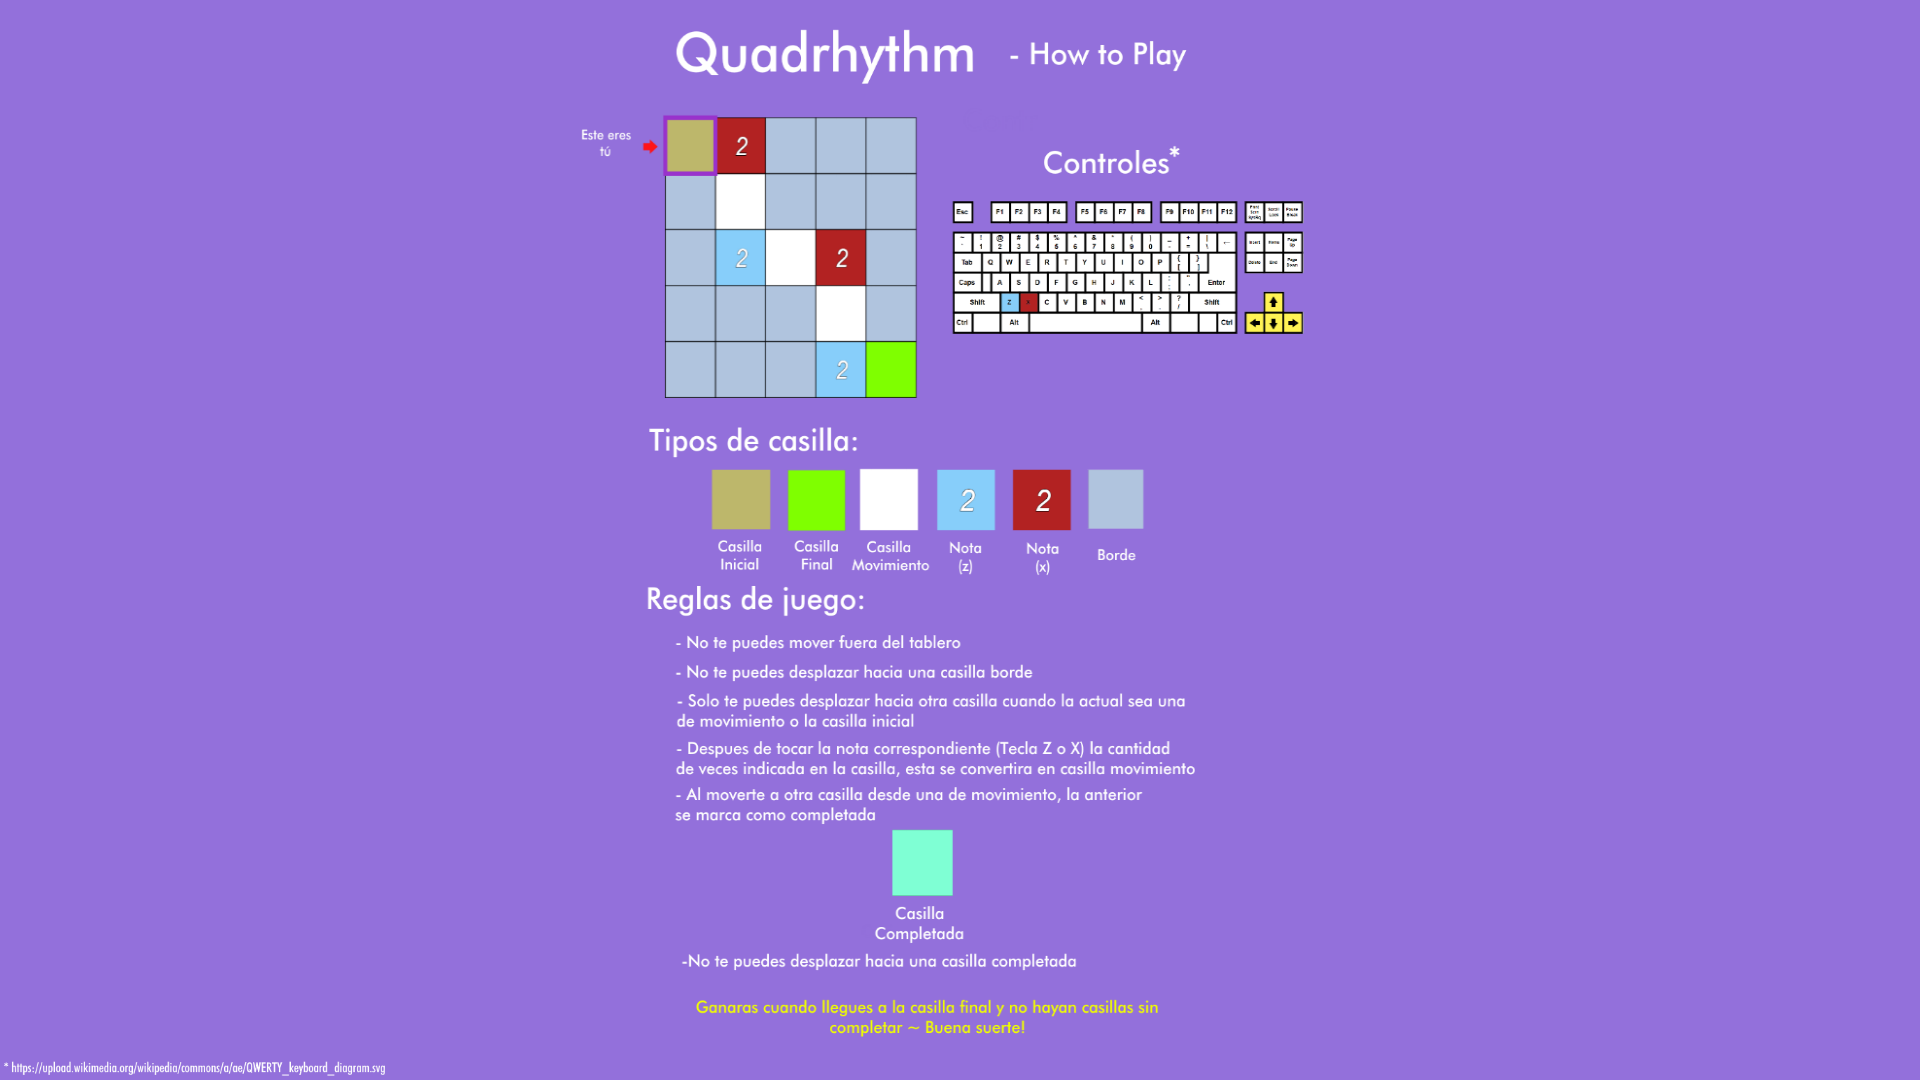 Quadrhythm - How to Play
Este eres
tú
2
2
2
2
Controles*
Esc F1 F2 F3 F4 F5 F6 F7 F8 F9 F10 F11 F12
Tab Q W E R T Y U I O P
Caps A S D F G H J K L Enter
Shift Z C V B N M Shift
Ctrl Alt Alt Ctrl
Tipos de casilla:
2 2
Casilla
Inicial
Casilla
Final
Casilla
Movimiento
Nota
(z)
Nota
(x)
Borde
Reglas de juego:
- No te puedes mover fuera del tablero
- No te puedes desplazar hacia una casilla borde
- Solo te puedes desplazar hacia otra casilla cuando la actual sea una
de movimiento o la casilla inicial
- Despues de tocar la nota correspondiente (Tecla Z o X) la cantidad
de veces indicada en la casilla, esta se convertira en casilla movimiento
- Al moverte a otra casilla desde una de movimiento, la anterior
se marca como completada
Casilla
Completada
-No te puedes desplazar hacia una casilla completada
Ganaras cuando llegues a la casilla final y no hayan casillas sin
completar ~ Buena suerte!
* https://upload.wikimedia.org/wikipedia/commons/a/ae/QWERTY_keyboard_diagram.svg